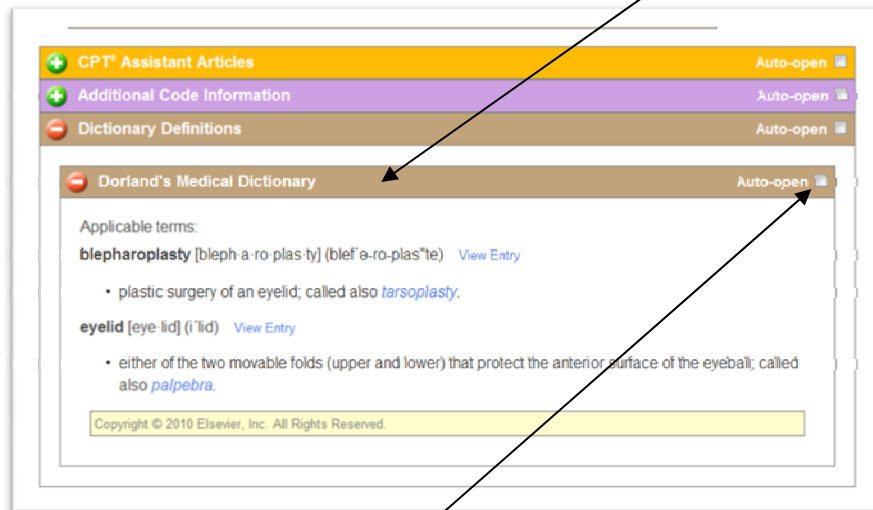 CPT® Assistant Articles Auto-open
Additional Code Information Auto-open
Dictionary Definitions Auto-open
Dorland's Medical Dictionary Auto-open
Applicable terms:
blepharoplasty [bleph·a·ro·plas·ty] (blef´ə-ro-plas"te) View Entry
• plastic surgery of an eyelid; called also tarsoplasty.
eyelid [eye·lid] (i´lid) View Entry
• either of the two movable folds (upper and lower) that protect the anterior surface of the eyeball; called
also palpebra.
Copyright © 2010 Elsevier, Inc. All Rights Reserved.